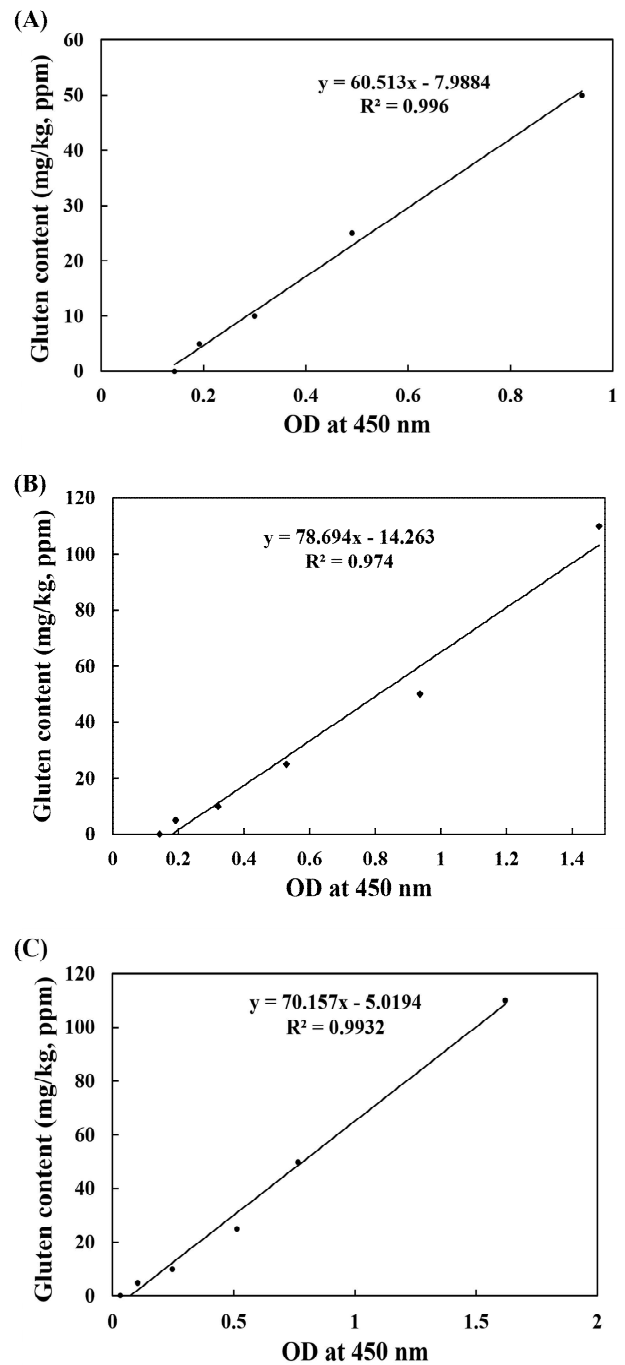 (A)
60
50
40
30
20
10
0
Gluten content (mg/kg, ppm)
y = 60.513x - 7.9884
R² = 0.996
0 0.2 0.4 0.6 0.8 1
OD at 450 nm
(B)
120
100
80
60
40
20
0
Gluten content (mg/kg, ppm)
y = 78.694x - 14.263
R² = 0.974
0 0.2 0.4 0.6 0.8 1 1.2 1.4
OD at 450 nm
(C)
120
100
80
60
40
20
0
Gluten content (mg/kg, ppm)
y = 70.157x - 5.0194
R² = 0.9932
0 0.5 1 1.5 2
OD at 450 nm